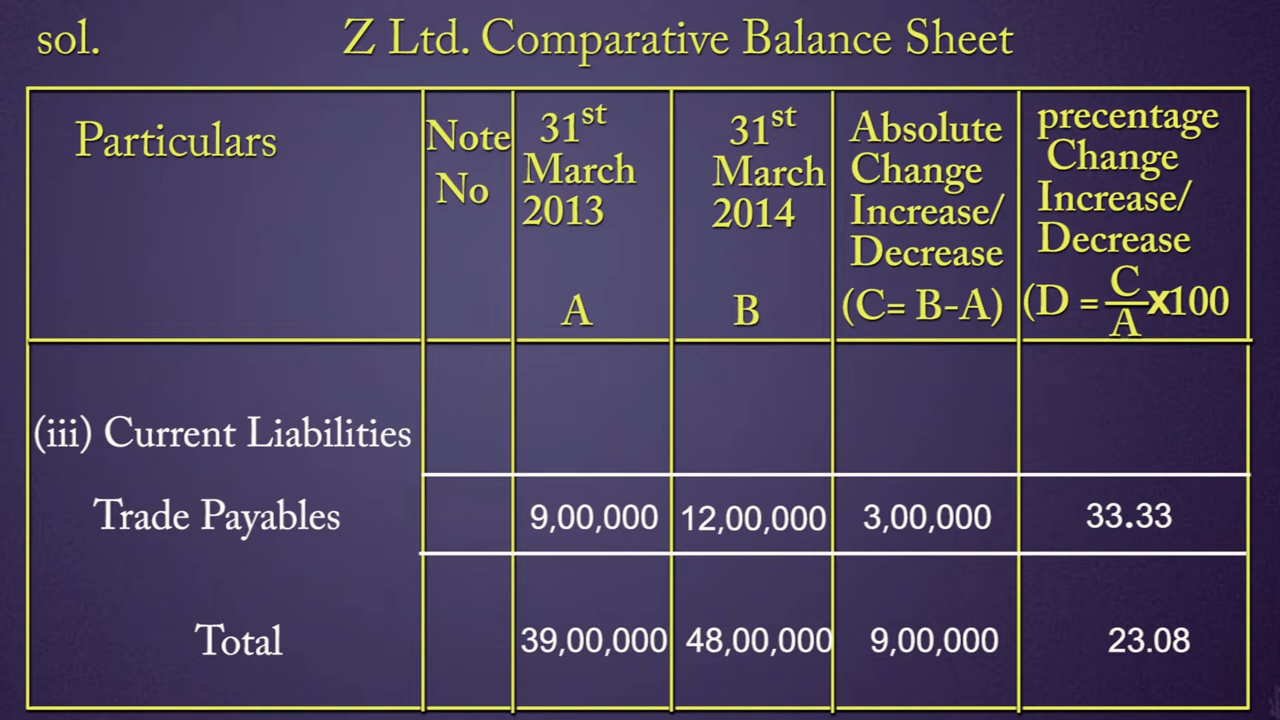 sol. Z Ltd. Comparative Balance Sheet
Particulars
Note
No
31st
March
2013
A
31st
March
2014
B
Absolute
Change
Increase/
Decrease
(C= B-A)
precentage
Change
Increase/
Decrease
(D = C/A x100
(iii) Current Liabilities
Trade Payables 9,00,000 12,00,000 3,00,000 33.33
Total 39,00,000 48,00,000 9,00,000 23.08